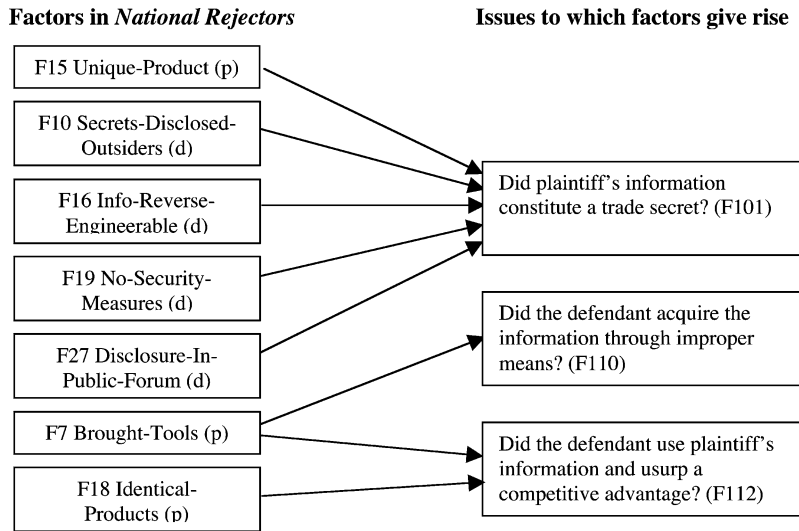 Factors in National Rejectors
Issues to which factors give rise
F15 Unique-Product (p)
F10 Secrets-Disclosed-
Outsiders (d)
F16 Info-Reverse-
Engineerable (d)
F19 No-Security-
Measures (d)
F27 Disclosure-In-
Public-Forum (d)
F7 Brought-Tools (p)
F18 Identical-
Products (p)
Did plaintiff's information
constitute a trade secret? (F101)
Did the defendant acquire the
information through improper
means? (F110)
Did the defendant use plaintiff's
information and usurp a
competitive advantage? (F112)